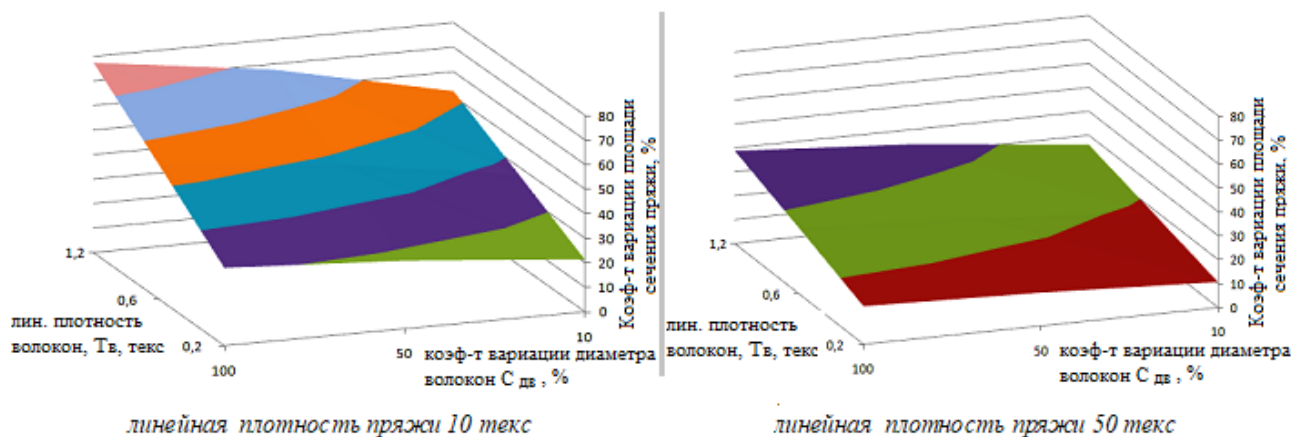 80
70
60
50
40
30
20
10
0
Коэф-т вариации площади
сечения пряжи, %
1,2
0,6
0,2
лин. плотность
волокон, Тв, текс
100
50
10
коэф-т вариации диаметра
волокон С дв , %
линейная плотность пряжи 10 текс
80
70
60
50
40
30
20
10
0
Коэф-т вариации площади
сечения пряжи, %
1,2
0,6
0,2
лин. плотность
волокон, Тв, текс
100
50
10
коэф-т вариации диаметра
волокон С дв , %
линейная плотность пряжи 50 текс